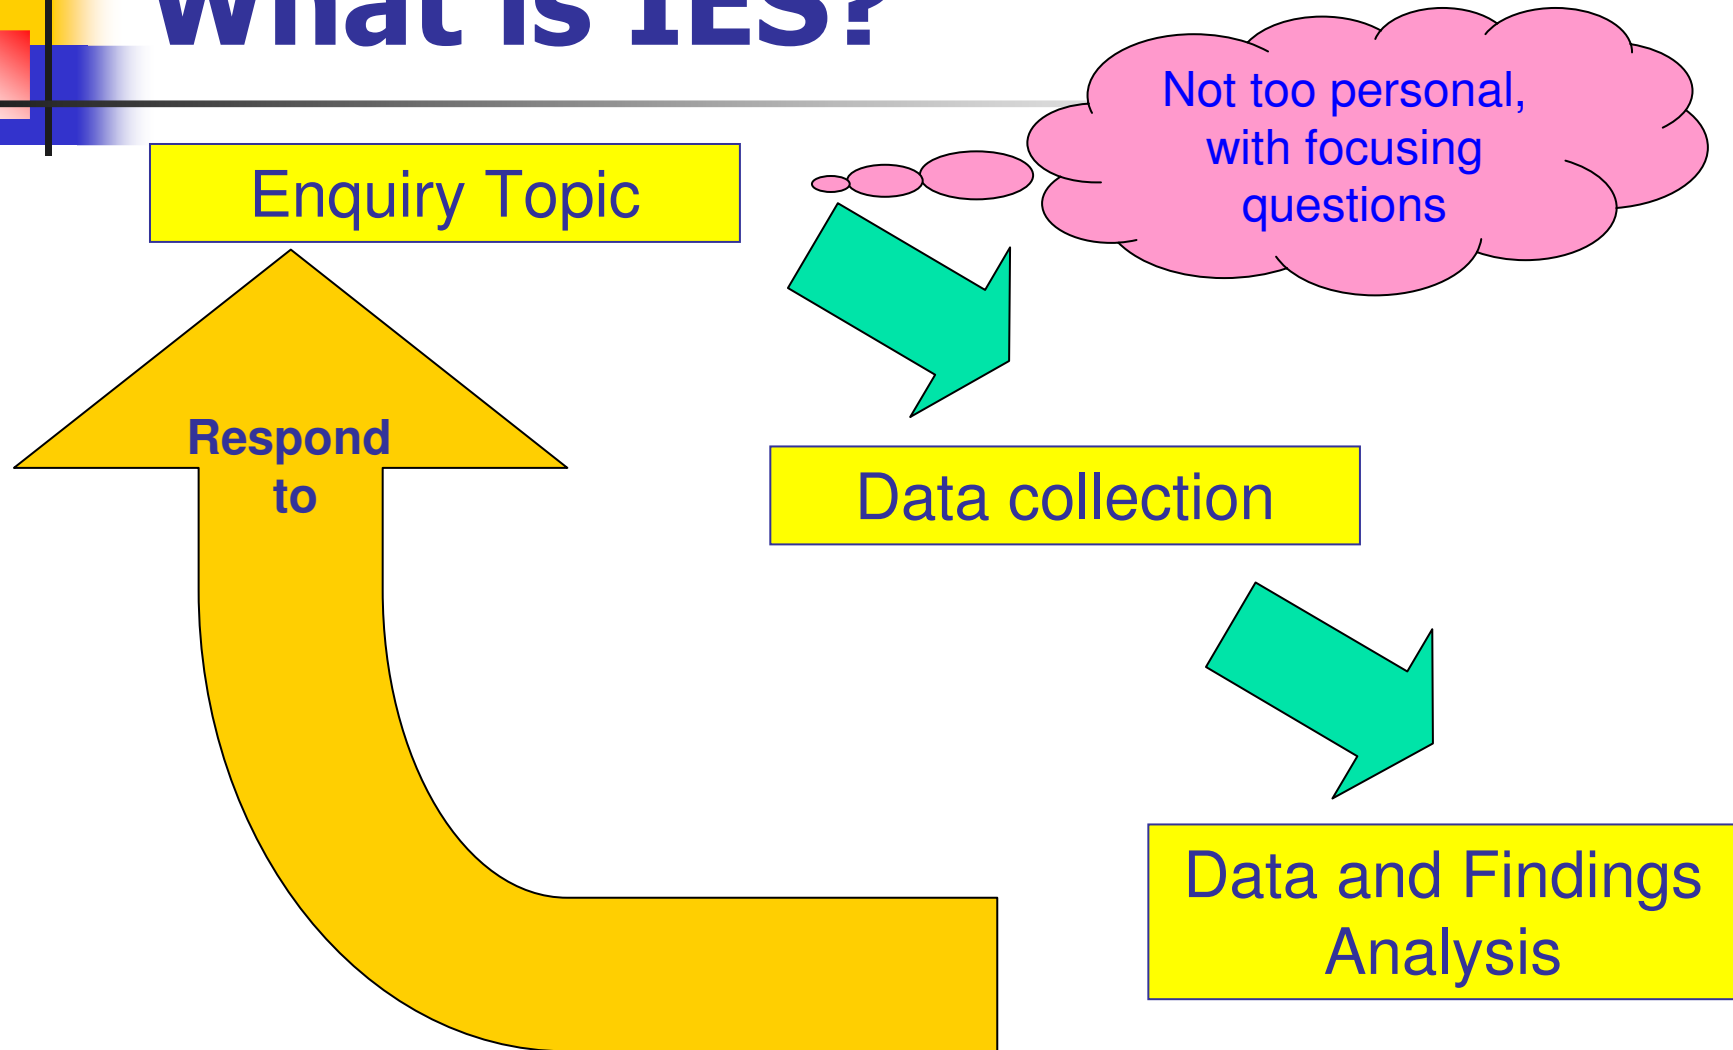 What is IES?
Not too personal,
with focusing
questions
Enquiry Topic
Respond
to
Data collection
Data and Findings
Analysis